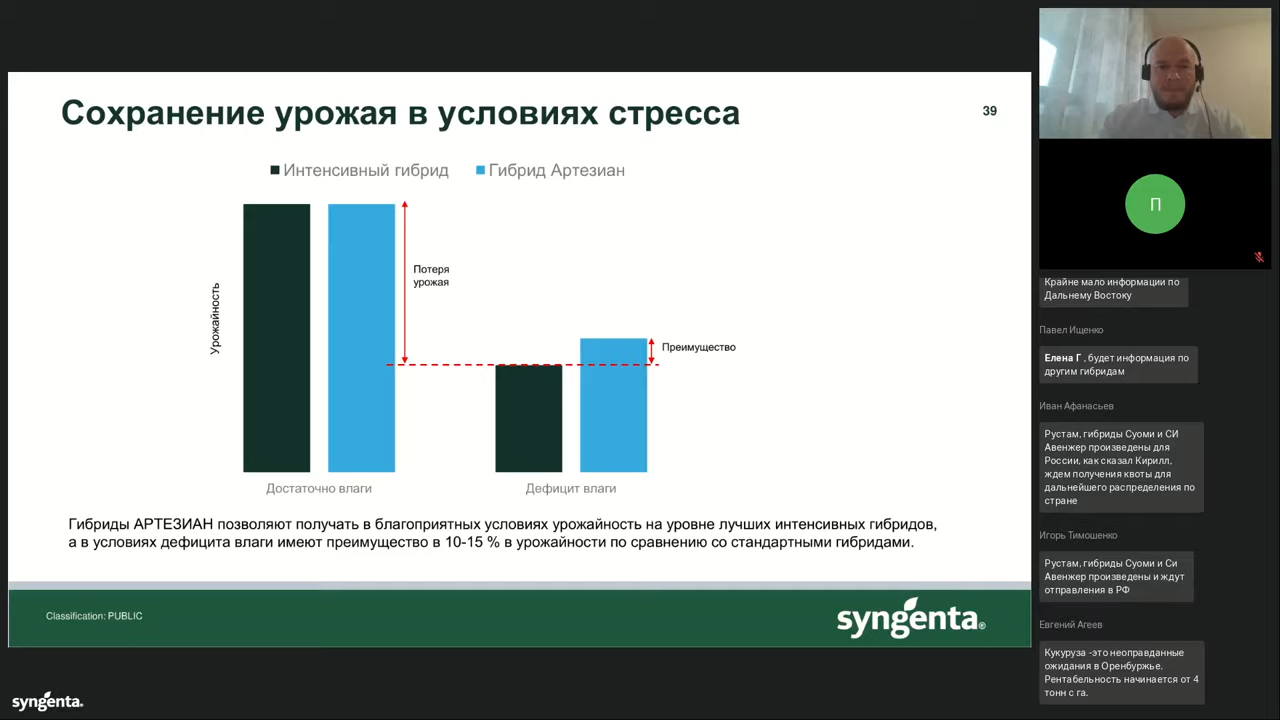 Сохранение урожая в условиях стресса
39
Интенсивный гибрид
Гибрид Артезиан
Урожайность
Потеря
урожая
Преимущество
Достаточно влаги
Дефицит влаги
Гибриды АРТЕЗИАН позволяют получать в благоприятных условиях урожайность на уровне лучших интенсивных гибридов,
а в условиях дефицита влаги имеют преимущество в 10-15 % в урожайности по сравнению со стандартными гибридами.
Classification: PUBLIC
syngenta®
syngenta.
П
Крайне мало информации по
Дальнему Востоку
Павел Ищенко
Елена Г , будет информация по
другим гибридам
Иван Афанасьев
Рустам, гибриды Суоми и СИ
Авенжер произведены для
России, как сказал Кирилл,
ждем получения квоты для
дальнейшего распределения по
стране
Игорь Тимошенко
Рустам, гибриды Суоми и Си
Авенжер произведены и ждут
отправления в РФ
Евгений Агеев
Кукуруза -это неоправданные
ожидания в Оренбуржье.
Рентабельность начинается от 4
тонн с га.